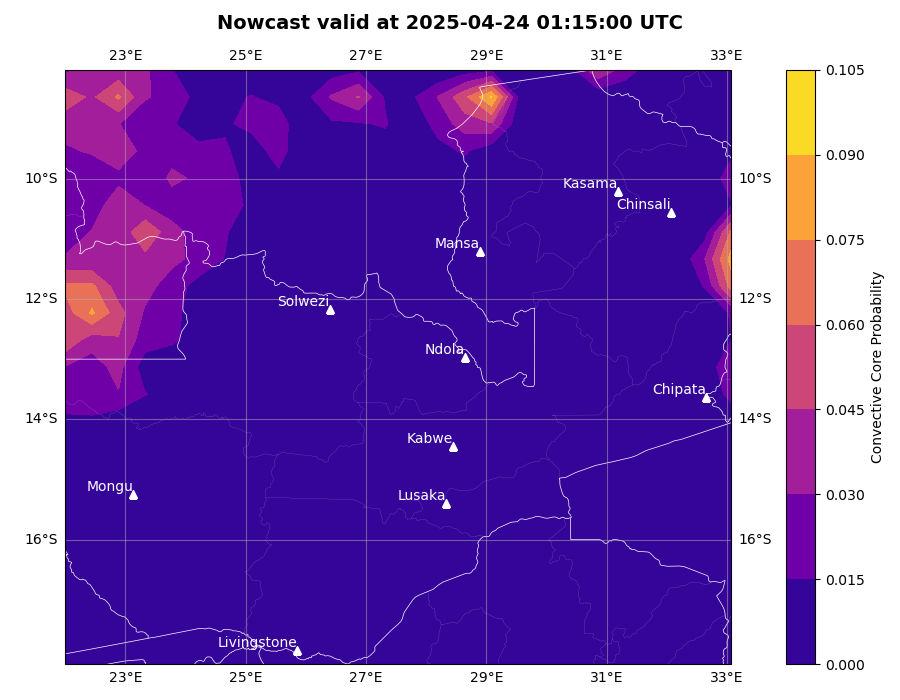 Nowcast valid at 2025-04-24 01:15:00 UTC
23°E 25°E 27°E 29°E 31°E 33°E
0.105
0.090
10°S Kasama 10°S
Chinsali
Mansa
0.075
12°S Solwezi 12°S
0.060
Ndola
Chipata
0.045
14°S 14°S
Kabwe
Mongu Lusaka
0.030
16°S 16°S
0.015
Livingstone
0.000
23°E 25°E 27°E 29°E 31°E 33°E
Convective Core Probability